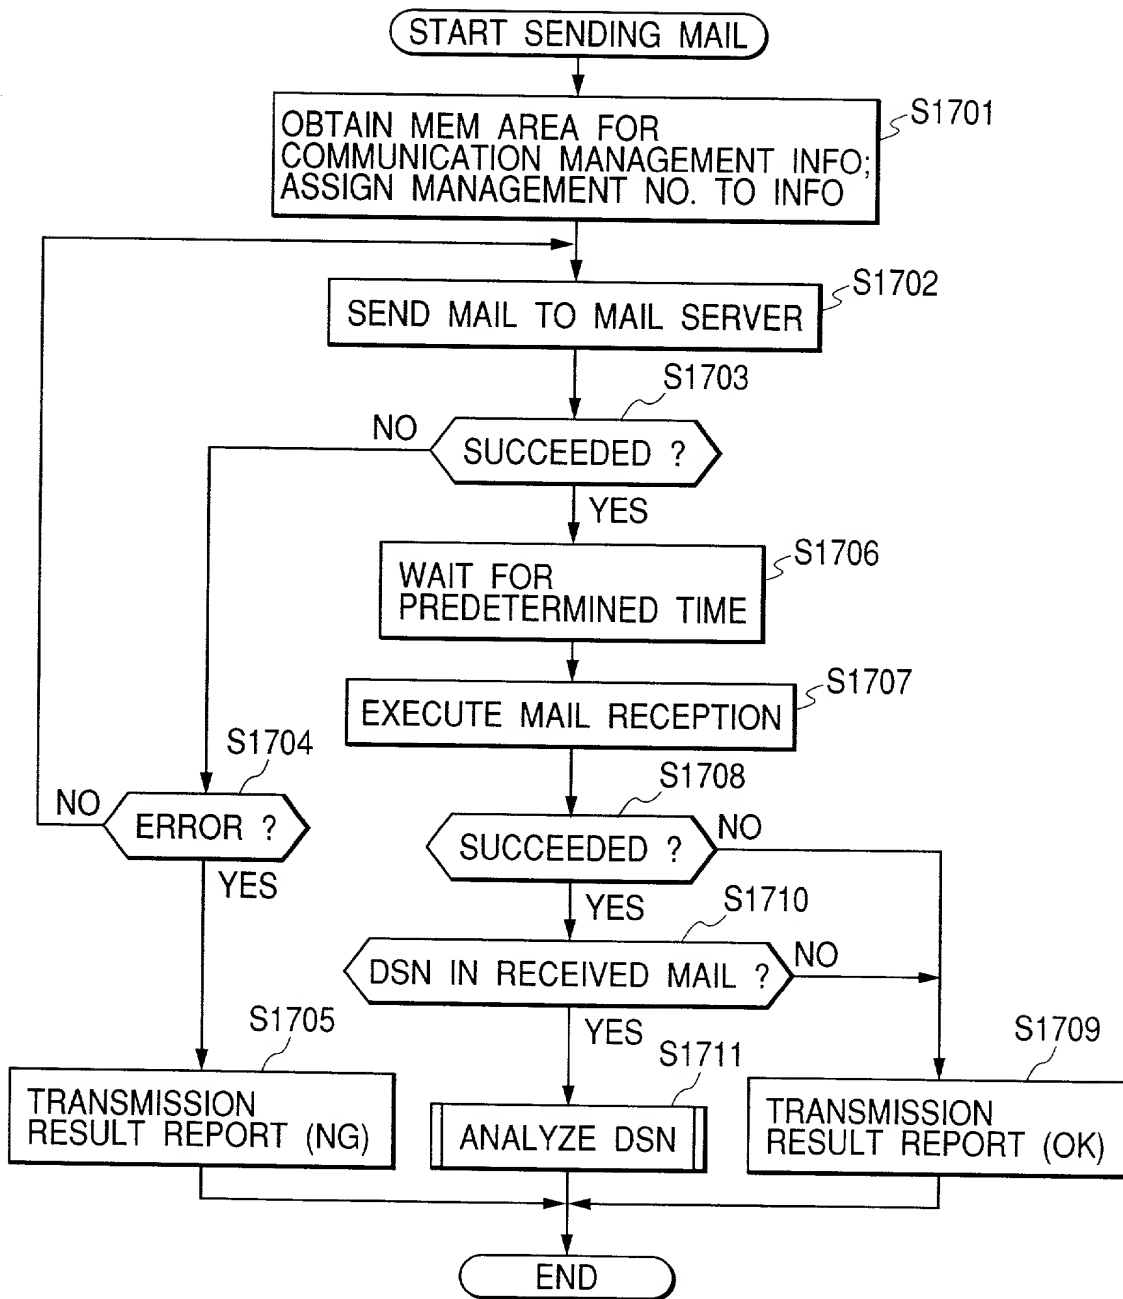 START SENDING MAIL
S1701
OBTAIN MEM AREA FOR
COMMUNICATION MANAGEMENT INFO;
ASSIGN MANAGEMENT NO. TO INFO
S1702
SEND MAIL TO MAIL SERVER
S1703
NO
SUCCEEDED ?
YES
S1706
WAIT FOR
PREDETERMINED TIME
S1707
EXECUTE MAIL RECEPTION
S1704
NO
ERROR ?
YES
S1708
SUCCEEDED ?
NO
YES
S1710
DSN IN RECEIVED MAIL ?
NO
YES
S1705
TRANSMISSION
RESULT REPORT (NG)
S1711
ANALYZE DSN
S1709
TRANSMISSION
RESULT REPORT (OK)
END